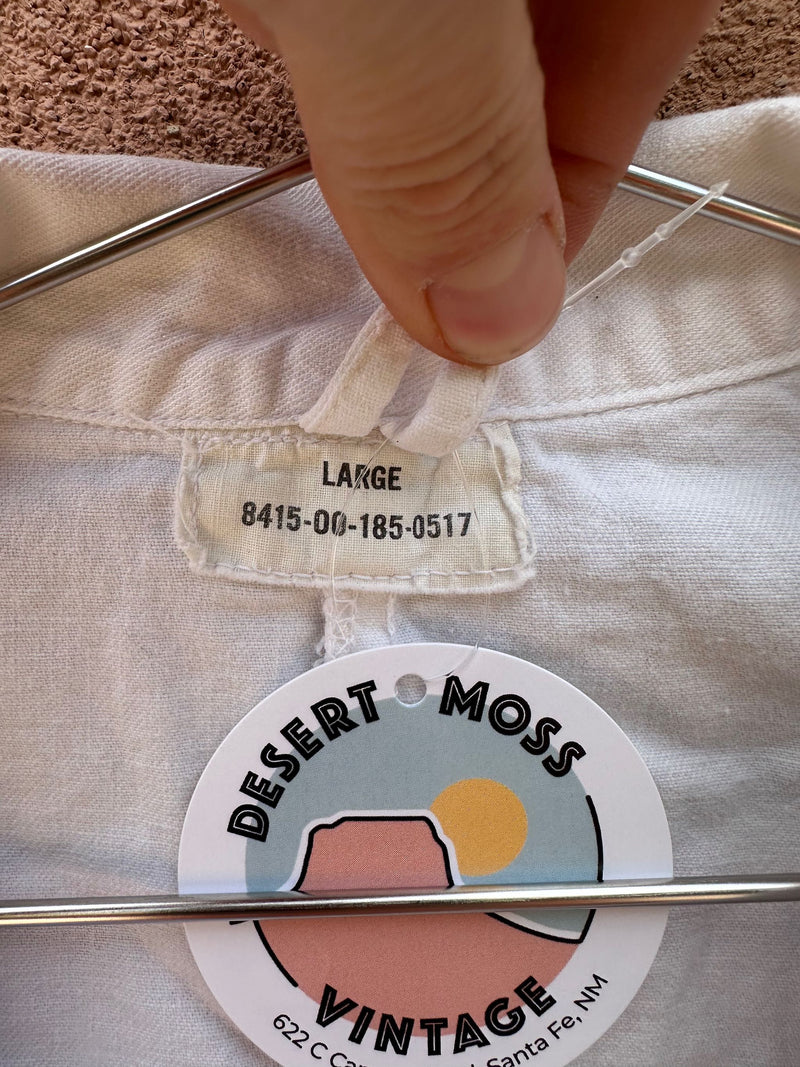 LARGE
8415-00-185-0517
DESERT MOSS
VINTAGE
622 C Santa Fe, NM